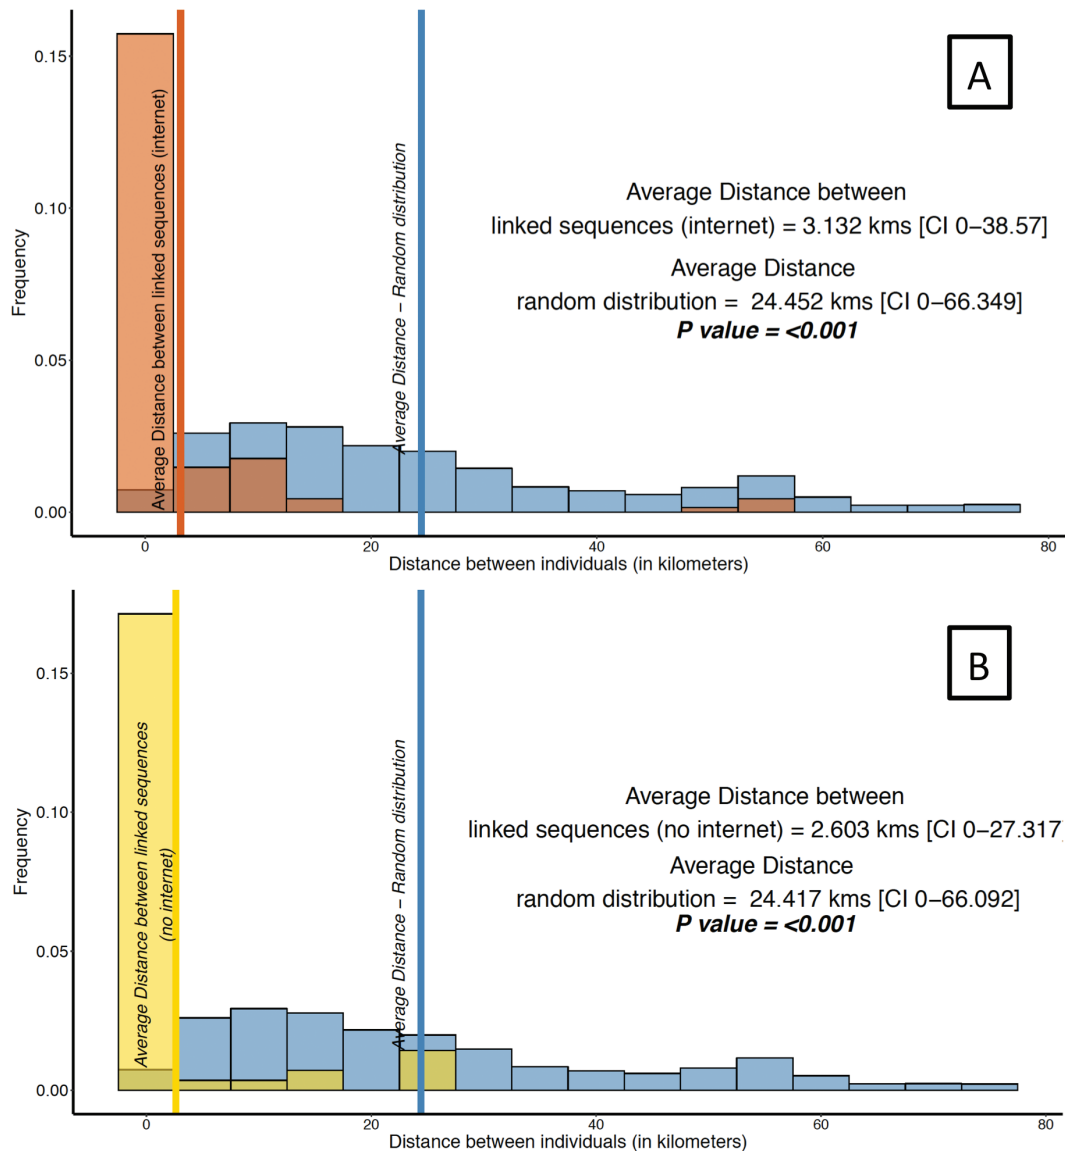 A
0.15
0.10
0.05
0.00
Frequency
Average Distance between linked sequences (internet)
Average Distance − Random distribution
Average Distance between
linked sequences (internet) = 3.132 kms [CI 0−38.57]
Average Distance
random distribution =  24.452 kms [CI 0−66.349]
P value = <0.001
0
20
40
60
80
Distance between individuals (in kilometers)
B
0.15
0.10
0.05
0.00
Frequency
Average Distance between linked sequences
(no internet)
Average Distance − Random distribution
Average Distance between
linked sequences (no internet) = 2.603 kms [CI 0−27.317
Average Distance
random distribution =  24.417 kms [CI 0−66.092]
P value = <0.001
0
20
40
60
80
Distance between individuals (in kilometers)